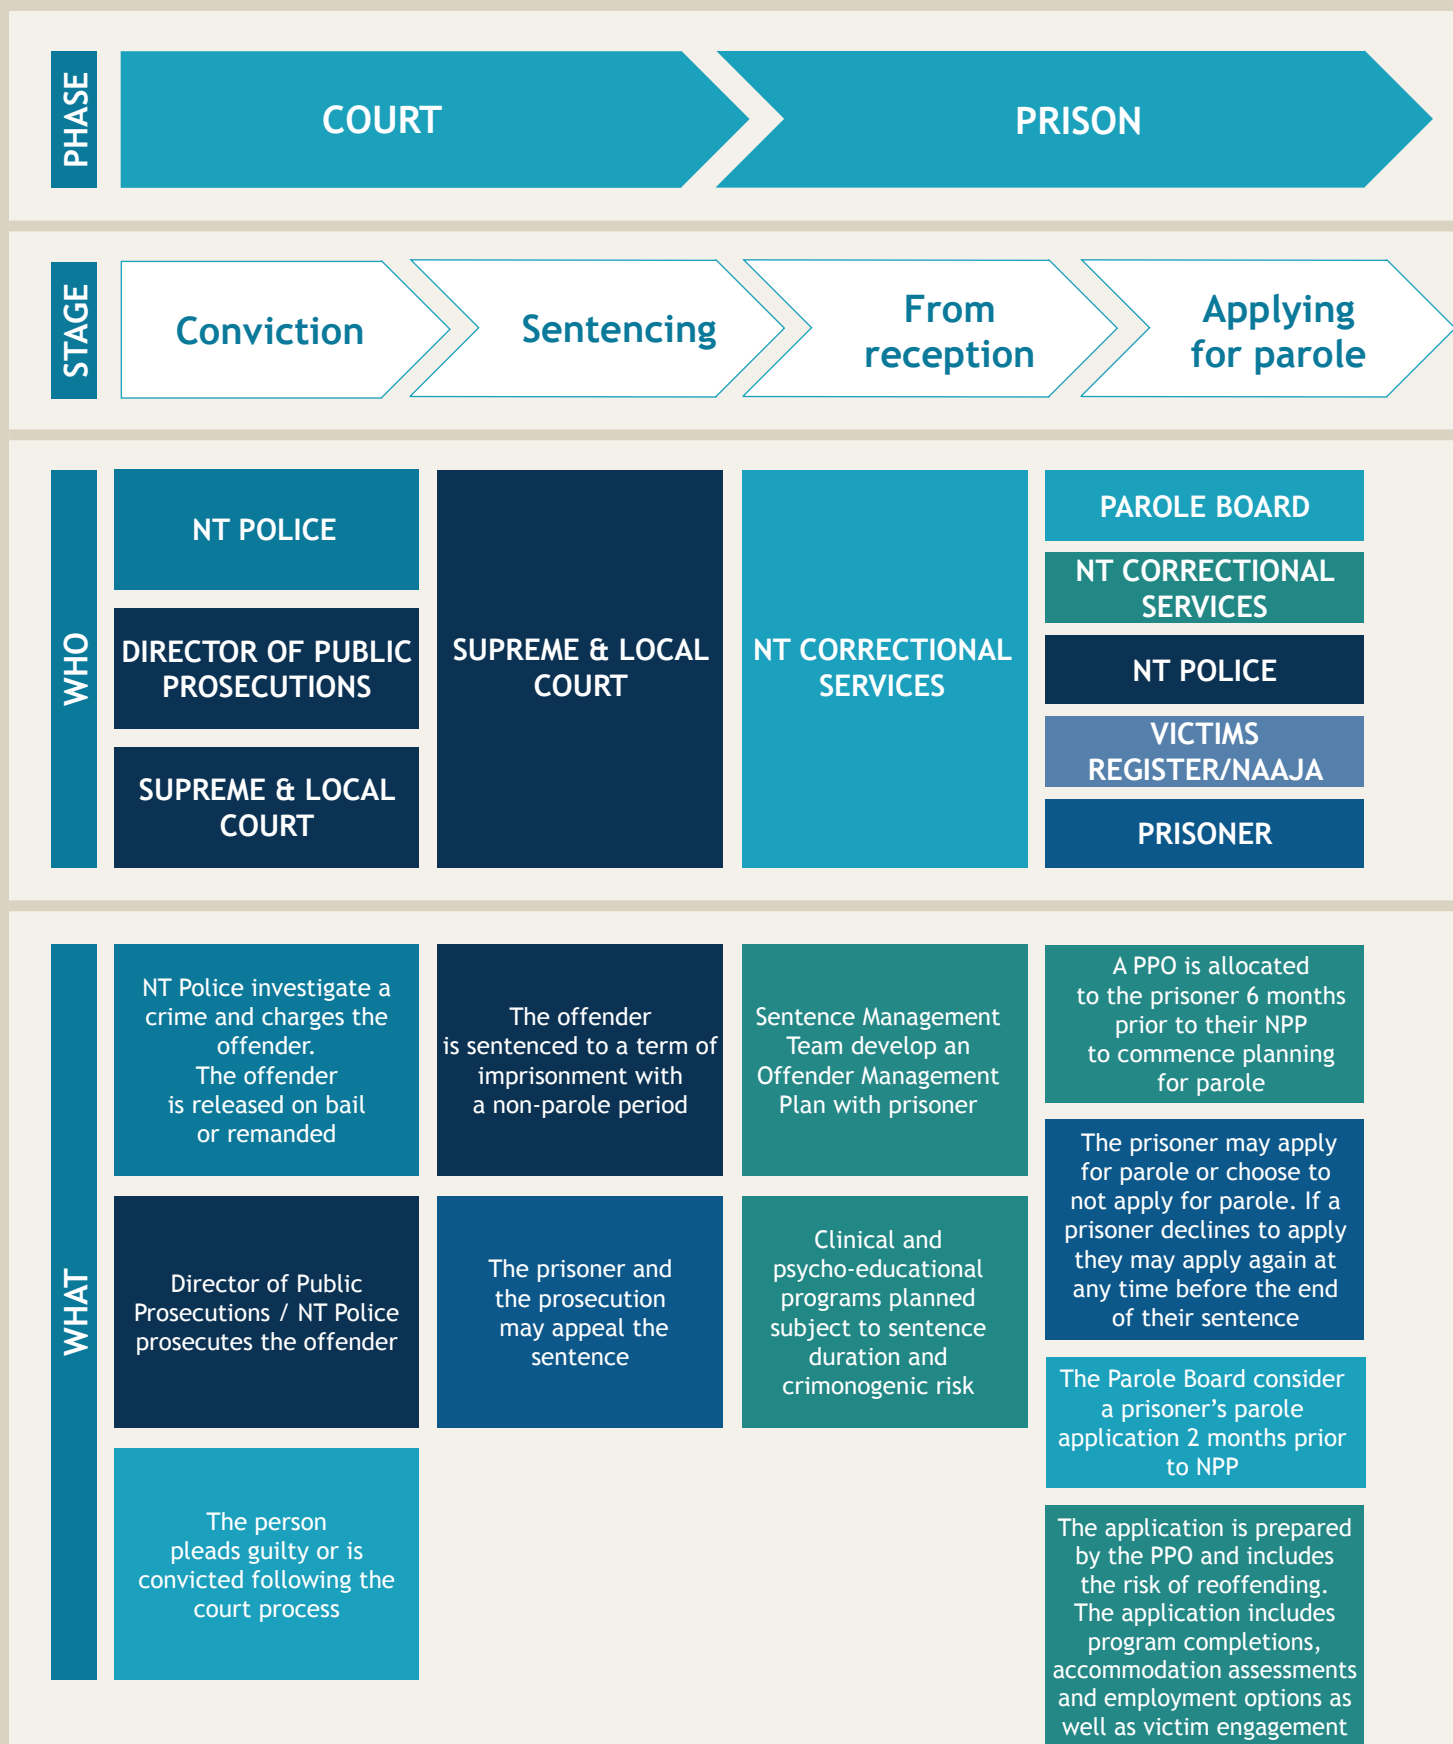 PHASE
COURT
PRISON
STAGE
Conviction
Sentencing
From
reception
Applying
for parole
WHO
NT POLICE
DIRECTOR OF PUBLIC
PROSECUTIONS
SUPREME & LOCAL
COURT
SUPREME & LOCAL
COURT
NT CORRECTIONAL
SERVICES
PAROLE BOARD
NT CORRECTIONAL
SERVICES
NT POLICE
VICTIMS
REGISTER/NAAJA
PRISONER
WHAT
NT Police investigate a
crime and charges the
offender.
The offender
is released on bail
or remanded
Director of Public
Prosecutions / NT Police
prosecutes the offender
The person
pleads guilty or is
convicted following the
court process
The offender
is sentenced to a term of
imprisonment with
a non-parole period
The prisoner and
the prosecution
may appeal the
sentence
Sentence Management
Team develop an
Offender Management
Plan with prisoner
Clinical and
psycho-educational
programs planned
subject to sentence
duration and
crimonogenic risk
A PPO is allocated
to the prisoner 6 months
prior to their NPP
to commence planning
for parole
The prisoner may apply
for parole or choose to
not apply for parole. If a
prisoner declines to apply
they may apply again at
any time before the end
of their sentence
The Parole Board consider
a prisoner’s parole
application 2 months prior
to NPP
The application is prepared
by the PPO and includes
the risk of reoffending.
The application includes
program completions,
accommodation assessments
and employment options as
well as victim engagement